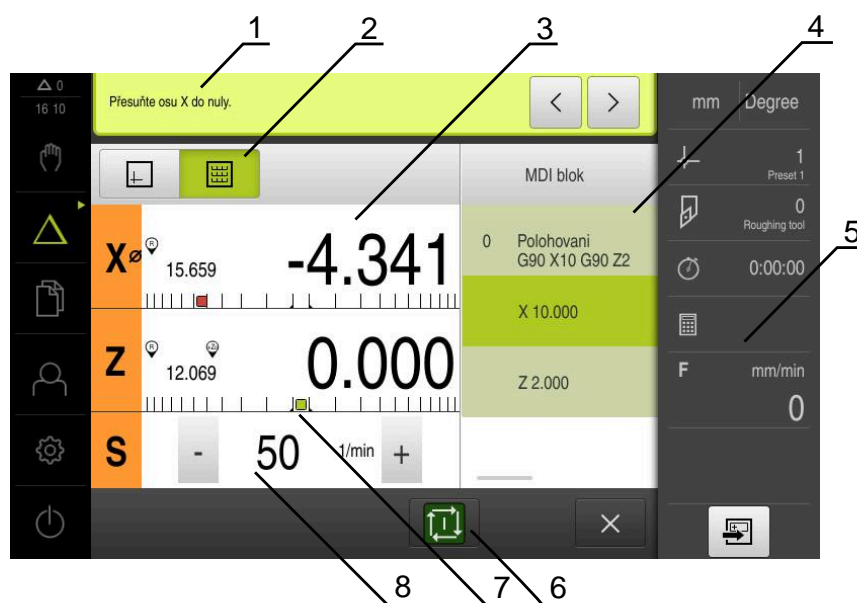 1 2 3 4
0
16 10
Přesuňte osu X do nuly.
< >
mm Degree
1
Preset 1
MDI blok
0
Roughing tool
5
X⌀ R 15.659 -4.341
0 Polohovani
G90 X10 G90 Z2
0:00:00
X 10.000
Z R 12.069 0.000
Z 2.000
F mm/min
0
S - 50 1/min +
I
8 7 6